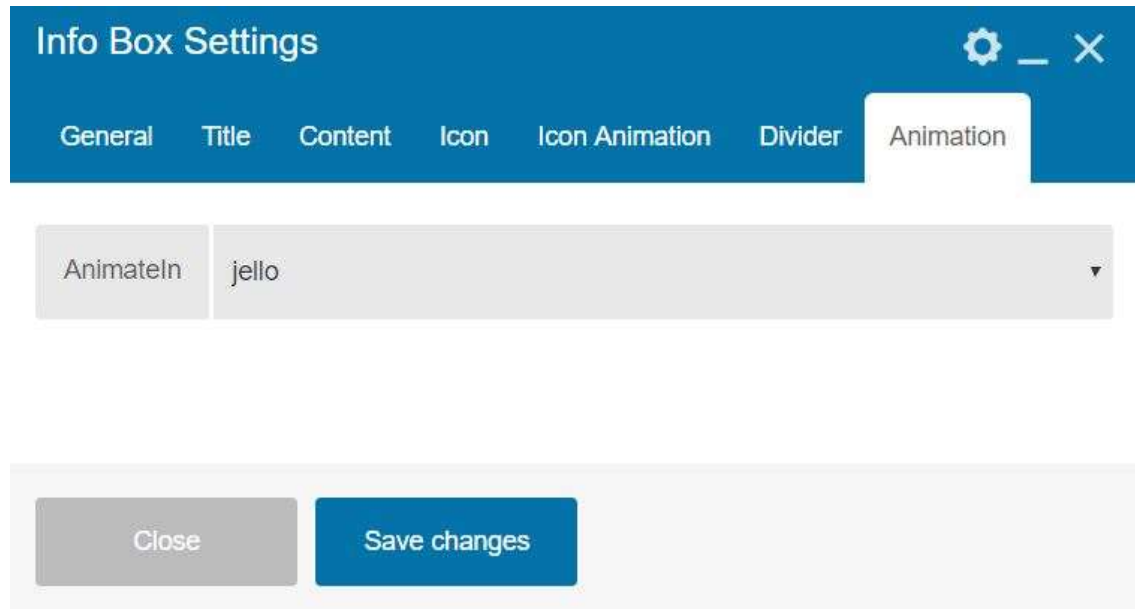 Info Box Settings
General Title Content Icon Icon Animation Divider Animation
AnimateIn jello
Close Save changes